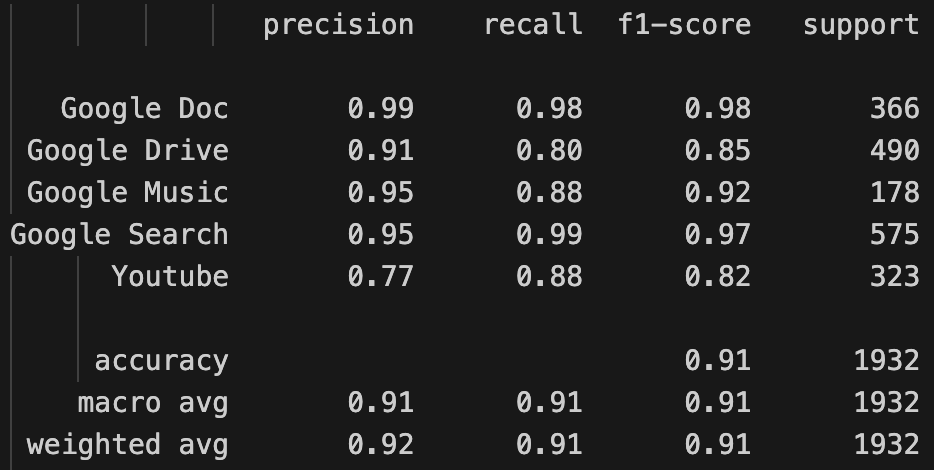 precision recall f1-score support
Google Doc 0.99 0.98 0.98 366
Google Drive 0.91 0.80 0.85 490
Google Music 0.95 0.88 0.92 178
Google Search 0.95 0.99 0.97 575
Youtube 0.77 0.88 0.82 323
accuracy 0.91 1932
macro avg 0.91 0.91 0.91 1932
weighted avg 0.92 0.91 0.91 1932